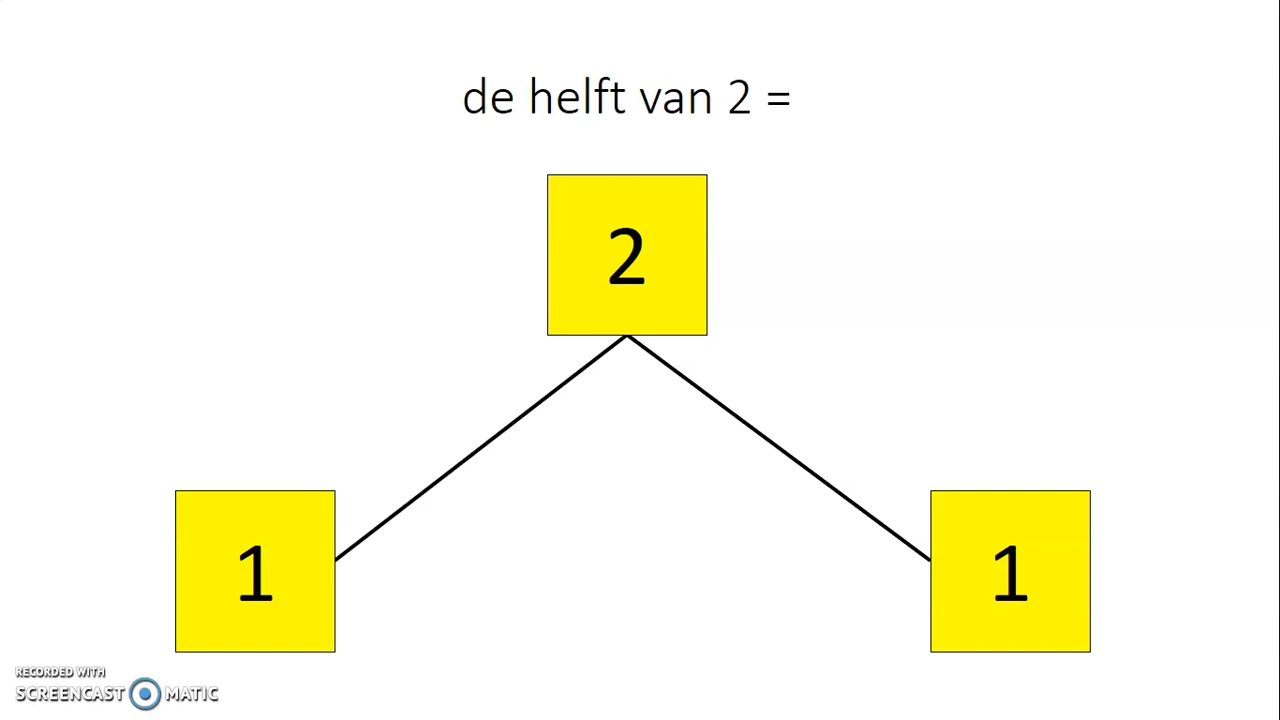 de helft van 2 =
2
1
1
RECORDED WITH
SCREENCAST MATIC